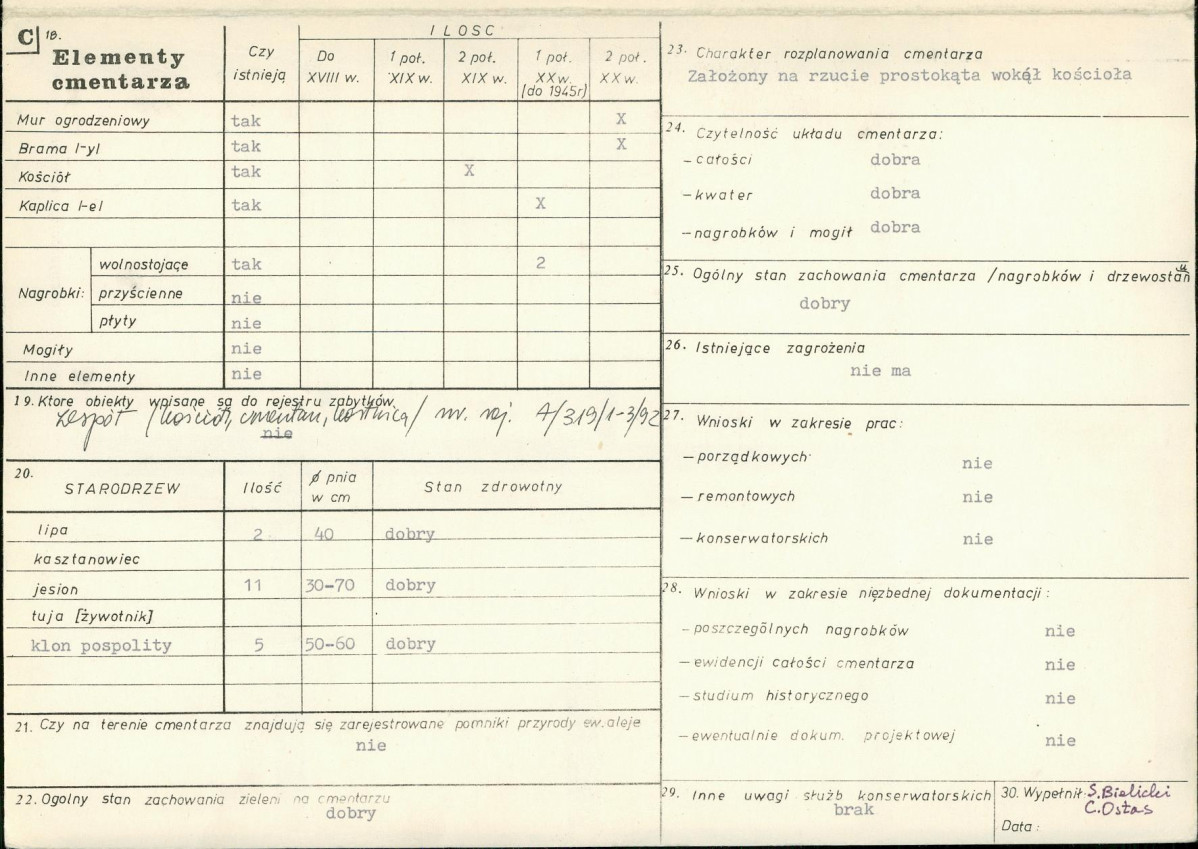 C 18.
Elementy cmentarza
Czy istnieją
ILOSC
Do XVIII w.
1 poł. XIX w.
2 poł. XIX w.
1 poł. XX w. (do 1945r)
2 poł. XX w.
Mur ogrodzeniowy tak X
Brama /-y/ tak X
Kościół tak X
Kaplica /-e/ tak X
Nagrobki: wolnostojące tak 2
przyścienne nie
płyty nie
Mogiły nie
Inne elementy nie
19. Ktore obiekty wpisane są do rejestru zabytków
zespół /kościół, cmentarz, kostnica/ nr. rej. A/319/1-3/92
nie
20.
STARODRZEW Ilość ϕ pnia w cm Stan zdrowotny
lipa 2 40 dobry
kasztanowiec
jesion 11 30-70 dobry
tuja [żywotnik]
klon pospolity 5 50-60 dobry
21. Czy na terenie cmentarza znajdują się zarejestrowane pomniki przyrody ew. aleje
nie
22. Ogolny stan zachowania zieleni na cmentarzu
dobry
23. Charakter rozplanowania cmentarza
Założony na rzucie prostokąta wokół kościoła
24. Czytelność układu cmentarza:
- całości dobra
- kwater dobra
- nagrobków i mogił dobra
25. Ogólny stan zachowania cmentarza /nagrobków i drzewostanu
dobry
26. Istniejące zagrożenia
nie ma
27. Wnioski w zakresie prac:
- porządkowych nie
- remontowych nie
- konserwatorskich nie
28. Wnioski w zakresie niezbędnej dokumentacji:
- poszczególnych nagrobków nie
- ewidencji całości cmentarza nie
- studium historycznego nie
- ewentualnie dokum. projektowej nie
29. Inne uwagi służb konserwatorskich
brak
30. Wypełnił: S. Bielicki
C. Ostas
Data: